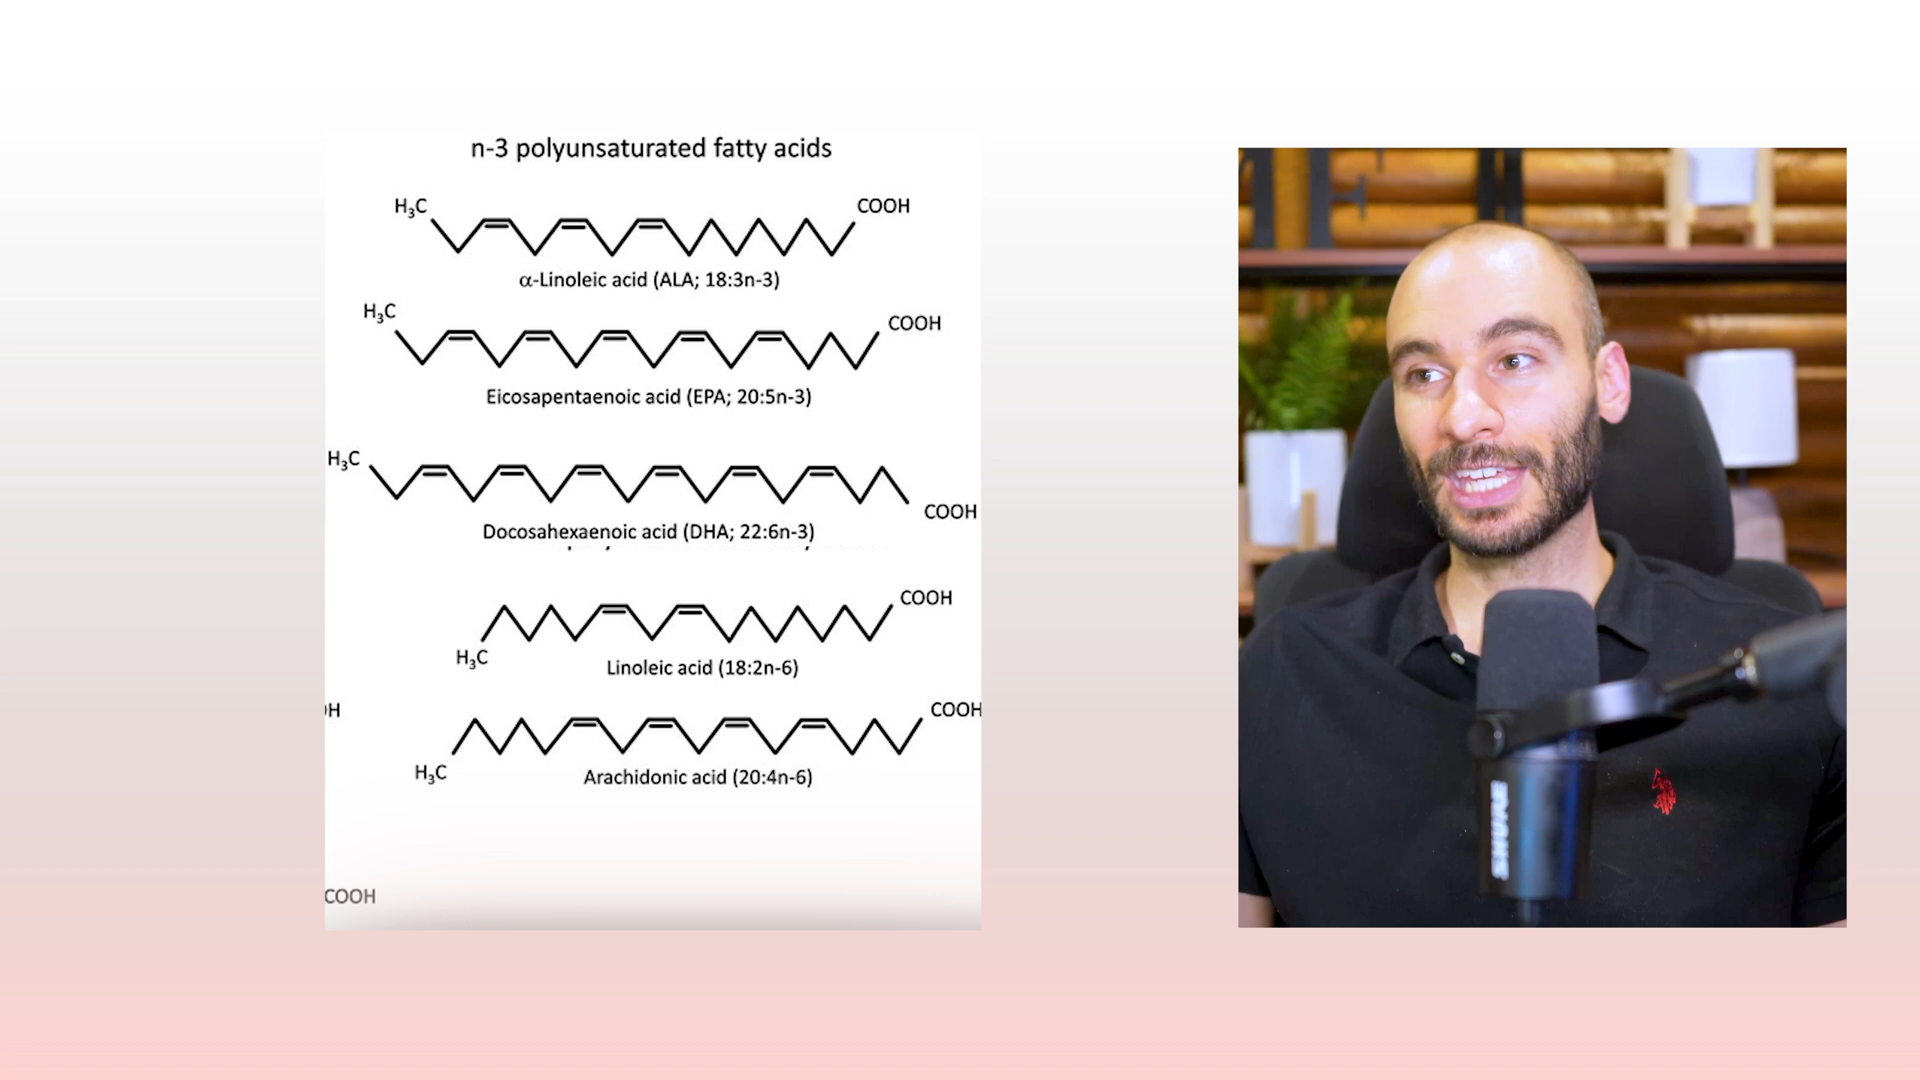 n-3 polyunsaturated fatty acids
H₃C
COOH
α-Linoleic acid (ALA; 18:3n-3)
H₃C
COOH
Eicosapentaenoic acid (EPA; 20:5n-3)
H₃C
COOH
Docosahexaenoic acid (DHA; 22:6n-3)
COOH
H₃C
Linoleic acid (18:2n-6)
OH
COOH
H₃C
Arachidonic acid (20:4n-6)
COOH
SHURE